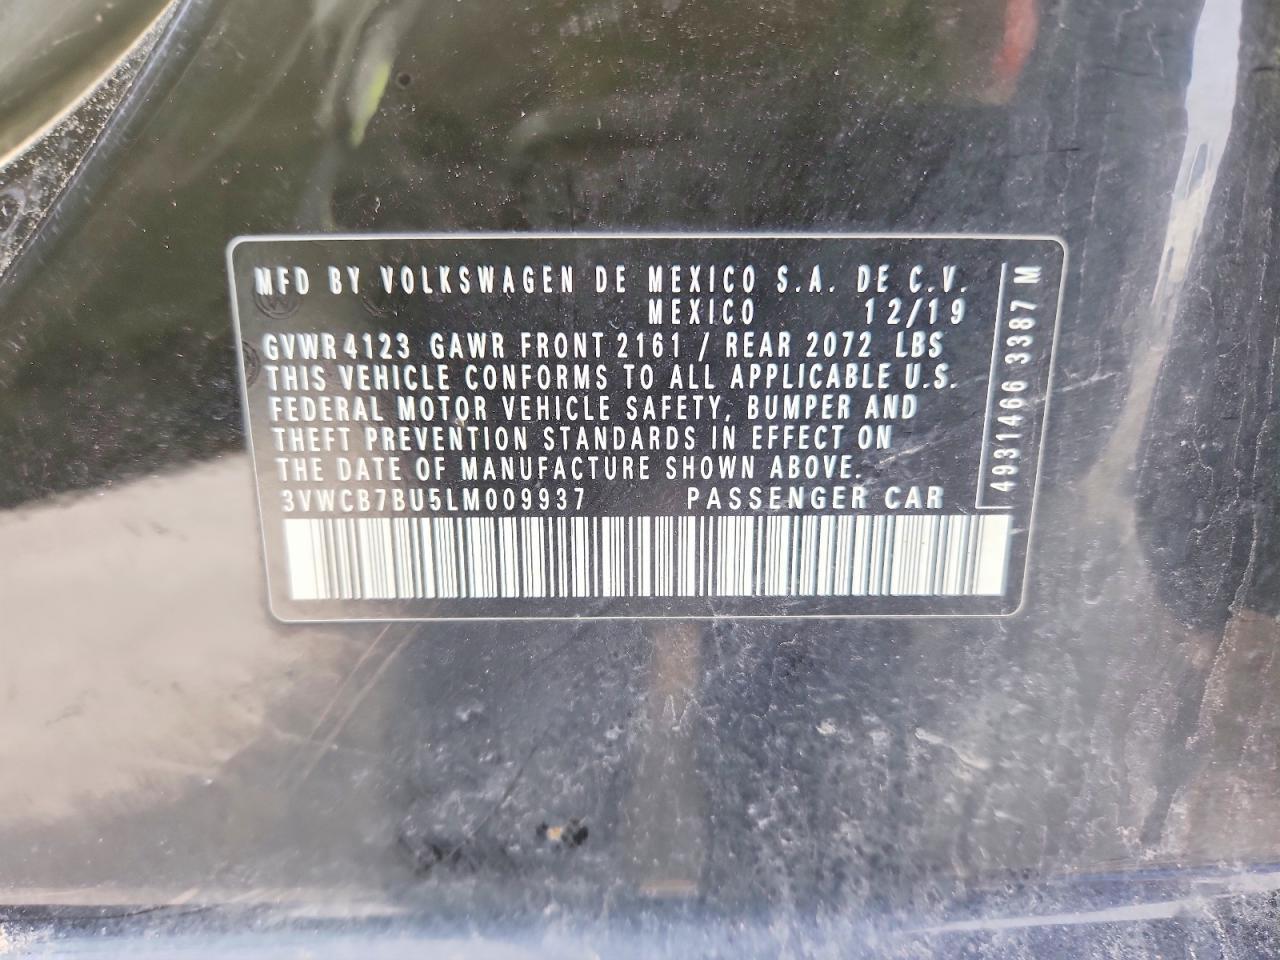 MFD BY VOLKSWAGEN DE MEXICO S.A. DE C.V.
MEXICO 12/19
GVWR 4123 GAWR FRONT 2161 / REAR 2072 LBS
THIS VEHICLE CONFORMS TO ALL APPLICABLE U.S.
FEDERAL MOTOR VEHICLE SAFETY, BUMPER AND
THEFT PREVENTION STANDARDS IN EFFECT ON
THE DATE OF MANUFACTURE SHOWN ABOVE.
3VWCB7BU5LM009937 PASSENGER CAR
4931466 3387 M